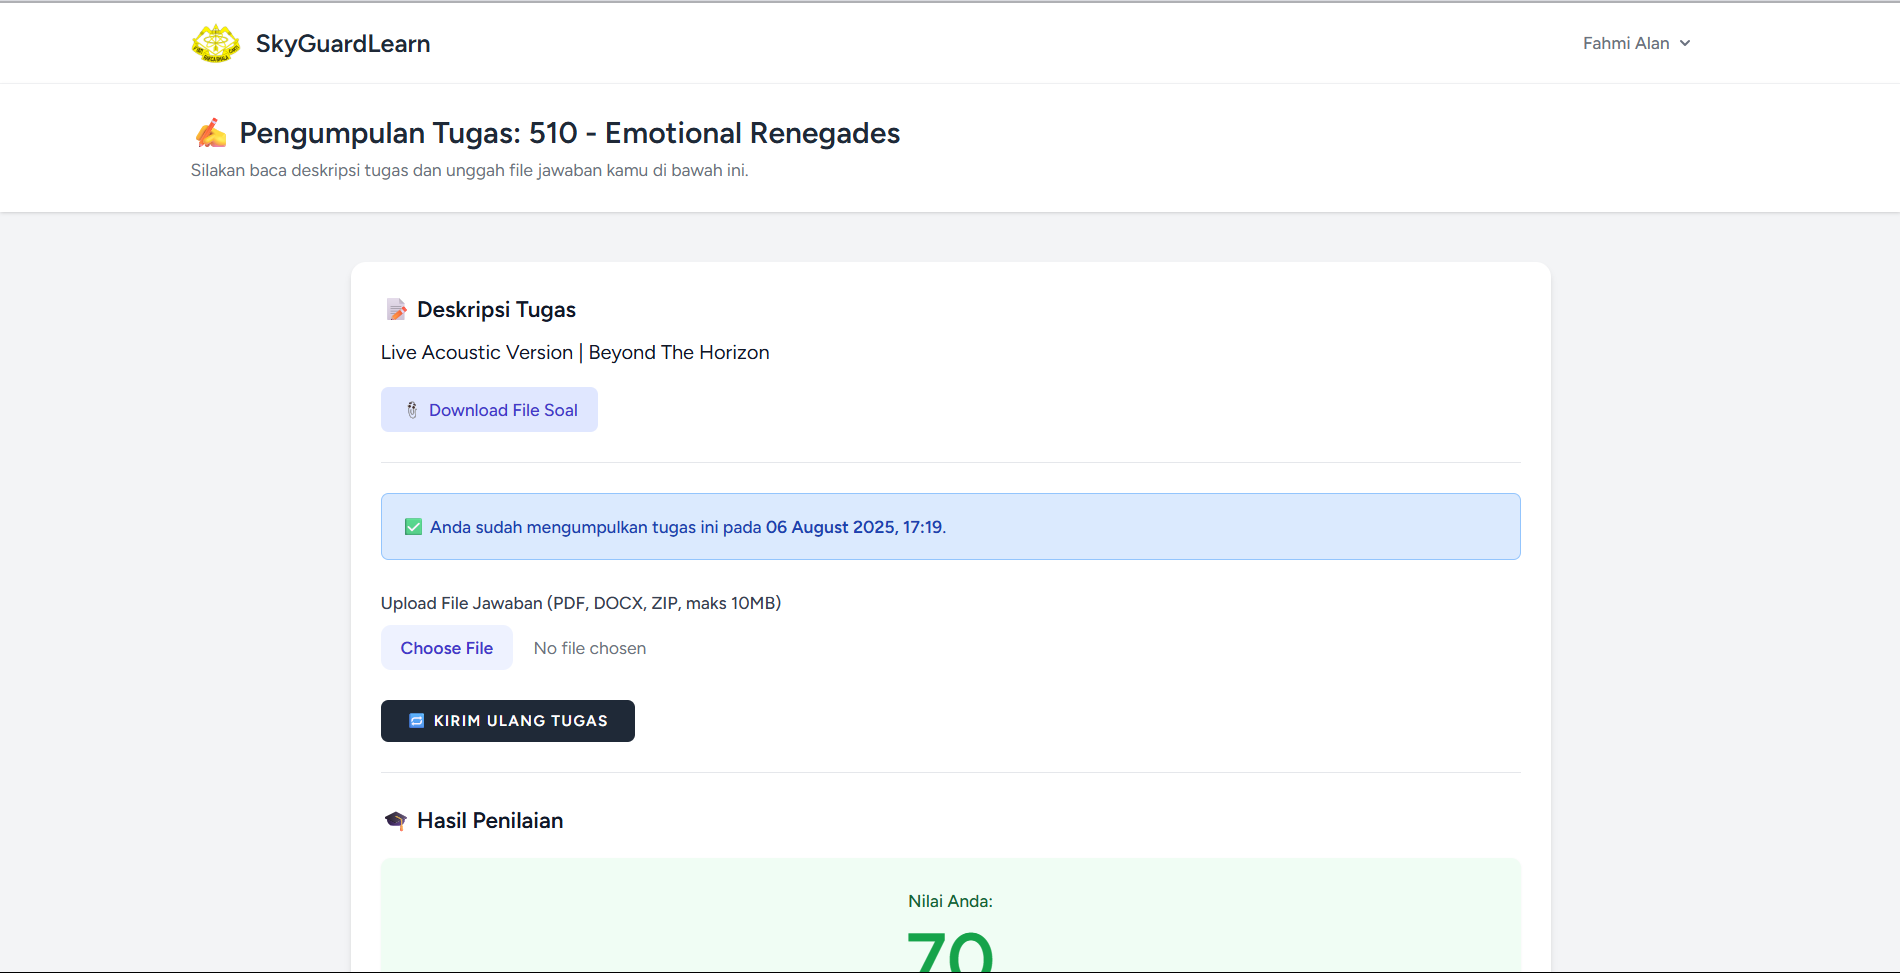 SkyGuardLearn
Fahmi Alan
Pengumpulan Tugas: 510 - Emotional Renegades
Silakan baca deskripsi tugas dan unggah file jawaban kamu di bawah ini.
Deskripsi Tugas
Live Acoustic Version | Beyond The Horizon
Download File Soal
Anda sudah mengumpulkan tugas ini pada 06 August 2025, 17:19.
Upload File Jawaban (PDF, DOCX, ZIP, maks 10MB)
Choose File No file chosen
KIRIM ULANG TUGAS
Hasil Penilaian
Nilai Anda:
70